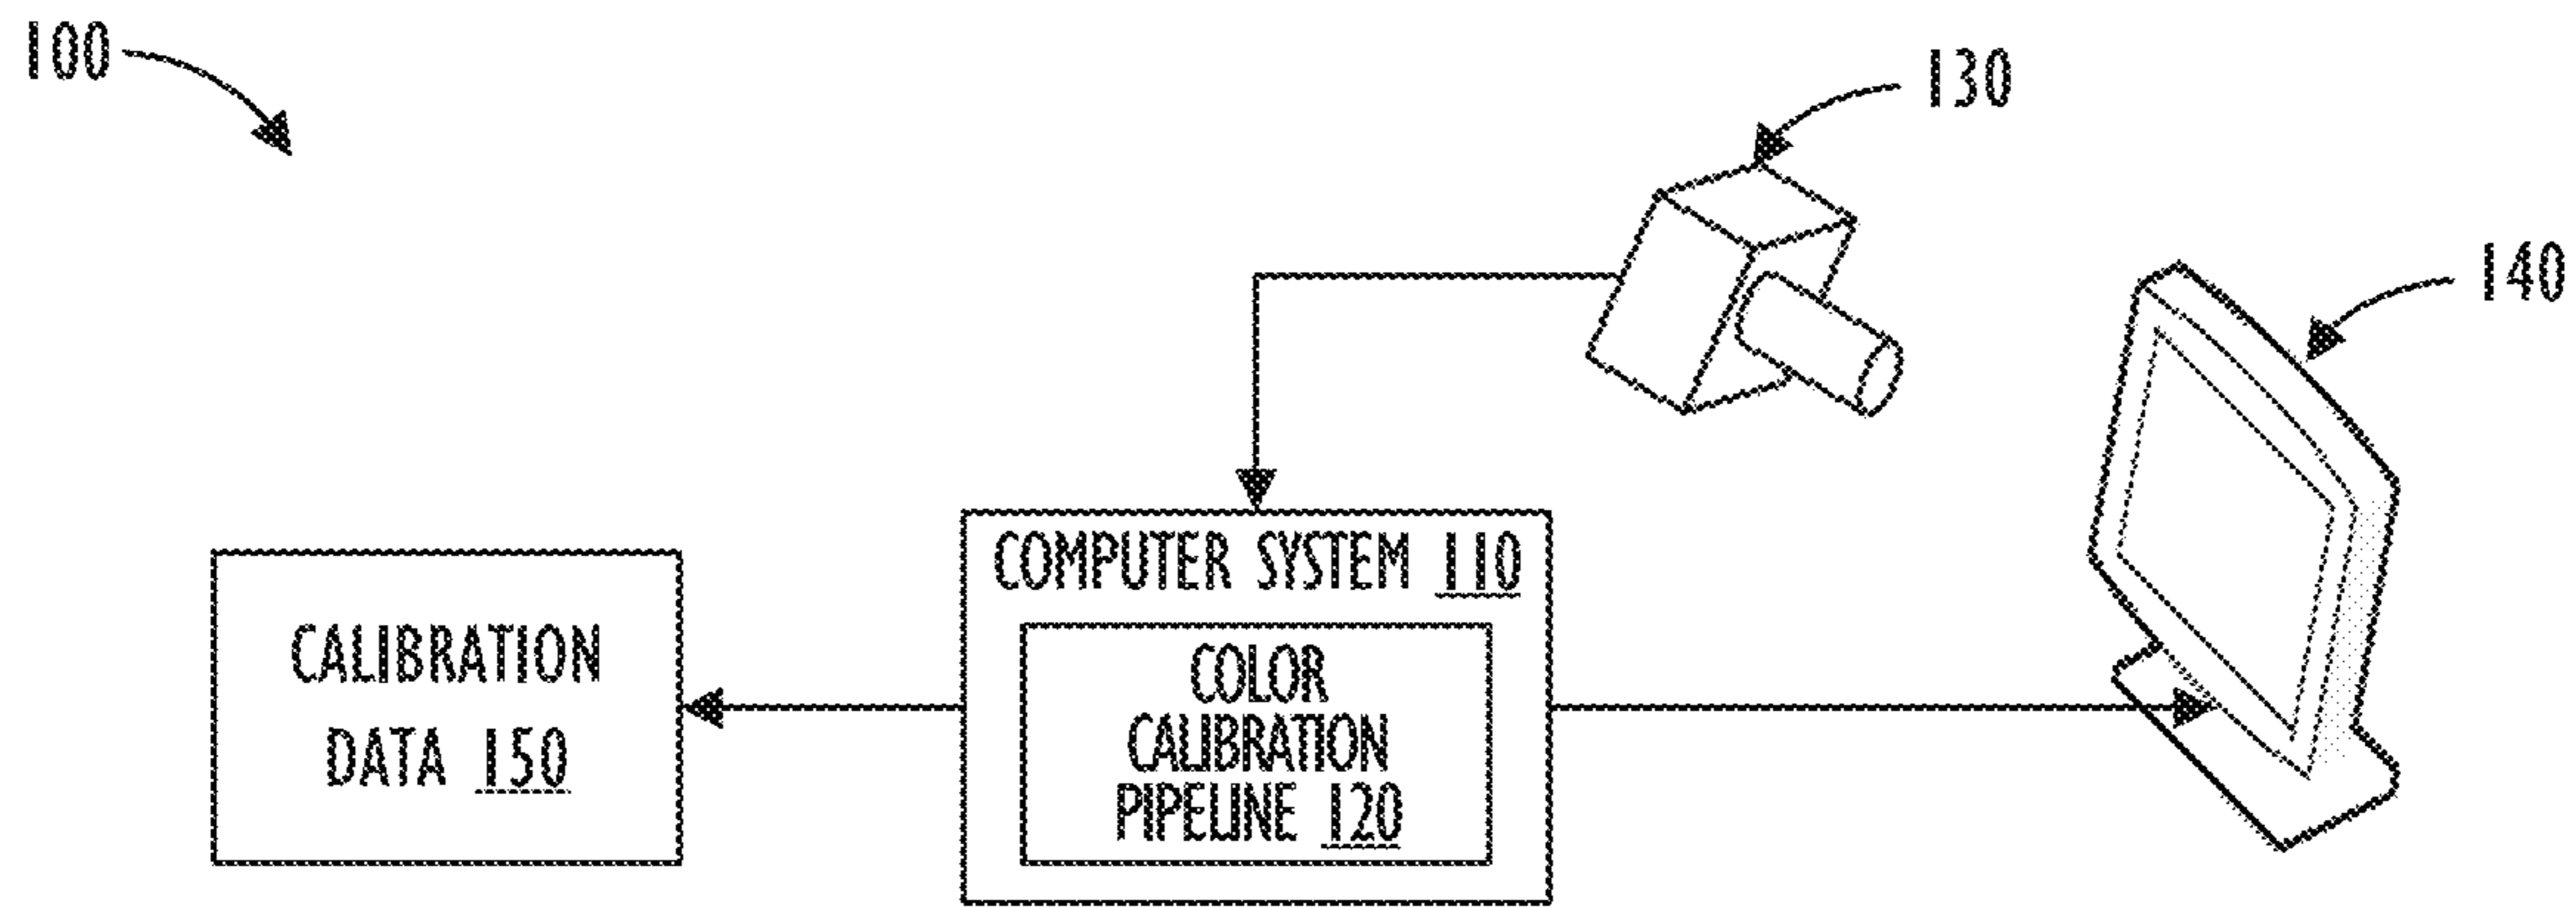 100
130
140
COMPUTER SYSTEM 110
CALIBRATION
DATA 150
COLOR
CALIBRATION
PIPELINE 120